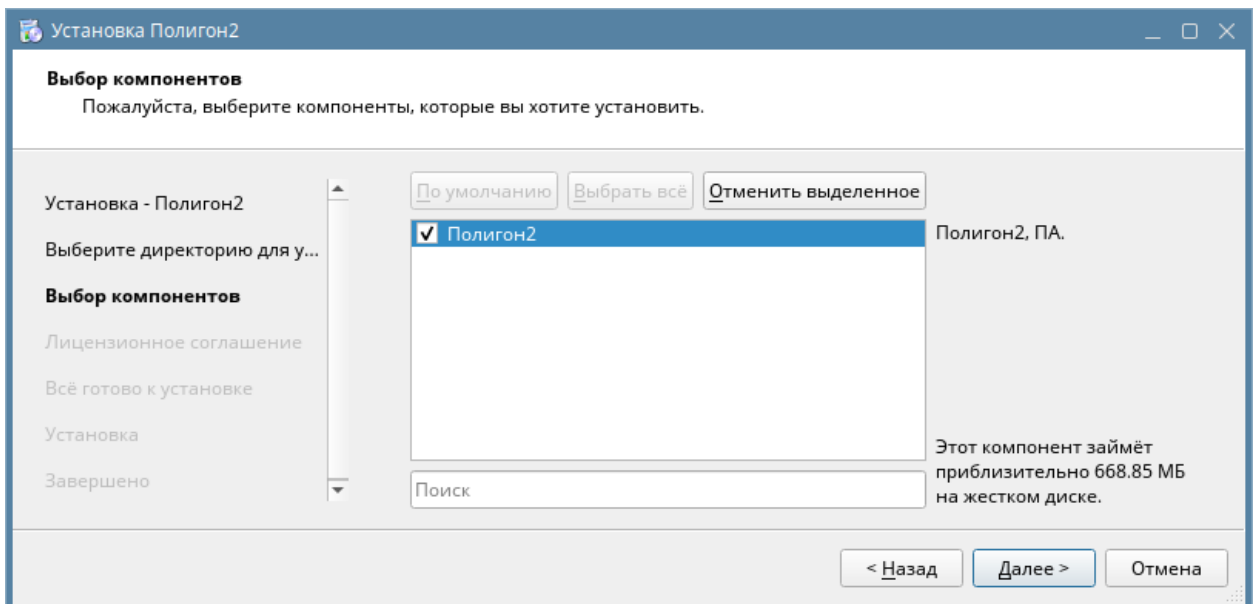 Установка Полигон2
Выбор компонентов
Пожалуйста, выберите компоненты, которые вы хотите установить.
Установка - Полигон2
Выберите директорию для у...
Выбор компонентов
Лицензионное соглашение
Всё готово к установке
Установка
Завершено
По умолчанию
Выбрать всё
Отменить выделенное
Полигон2
Поиск
Полигон2, ПА.
Этот компонент займёт
приблизительно 668.85 МБ
на жестком диске.
< Назад
Далее >
Отмена